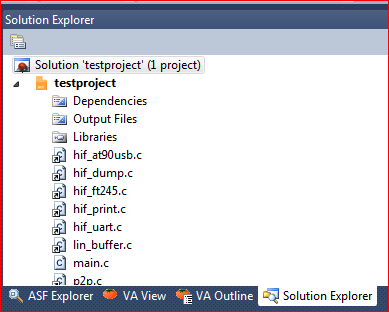 Solution Explorer
Solution 'testproject' (1 project)
testproject
Dependencies
Output Files
Libraries
hif_at90usb.c
hif_dump.c
hif_ft245.c
hif_print.c
hif_uart.c
lin_buffer.c
main.c
p2p.c
ASF Explorer VA View VA Outline Solution Explorer